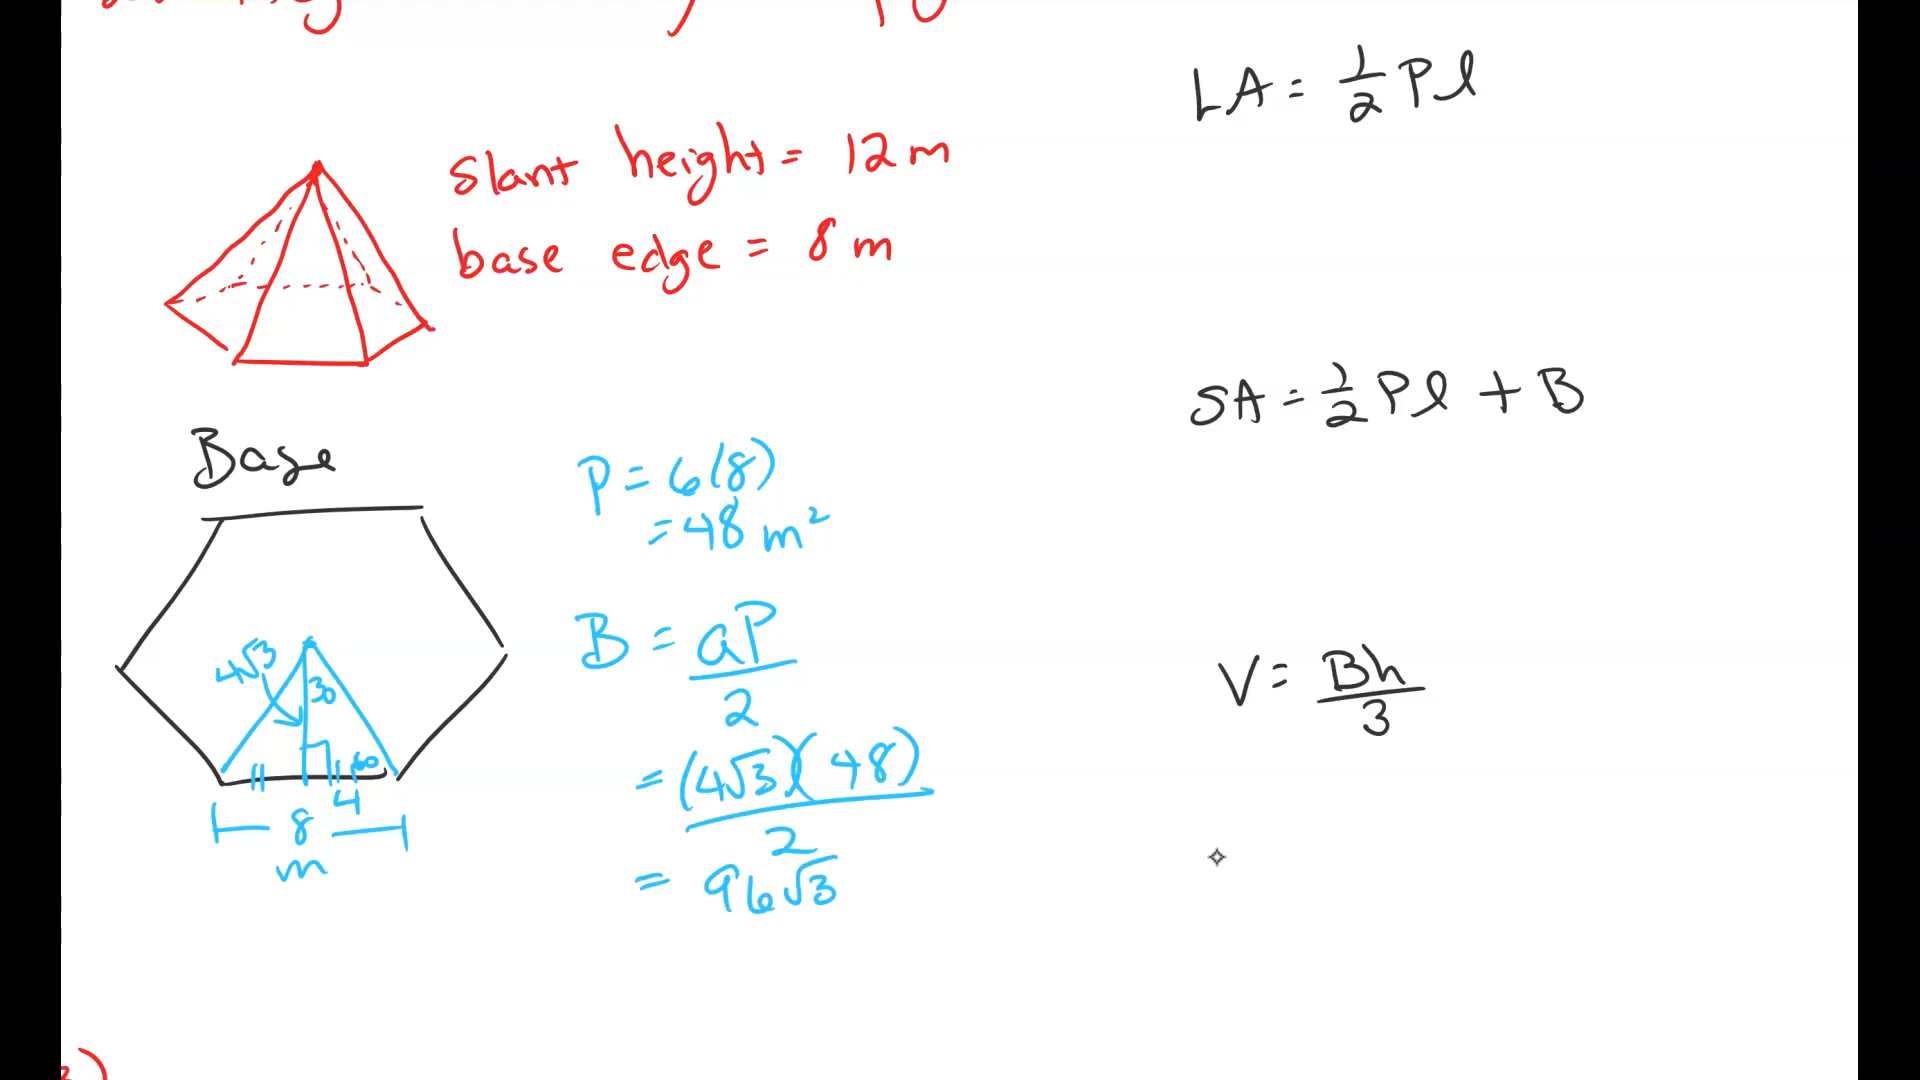 slant height = 12 m
base edge = 8 m
Base
4√3
30
60
4
8
m
P = 6(8)
= 48 m²
B = aP/2
= (4√3)(48)/2
= 96√3
LA = 1/2 Pl
SA = 1/2 Pl + B
V = Bh/3